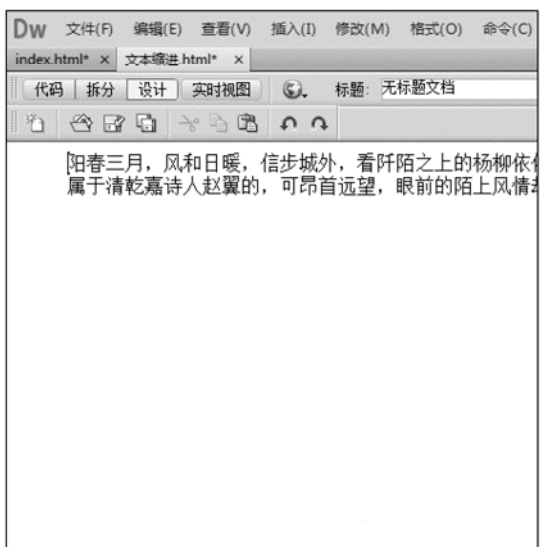 Dw 文件(F) 编辑(E) 查看(V) 插入(I) 修改(M) 格式(O) 命令(C)
index.html* × 文本缩进.html* ×
代码 拆分 设计 实时视图 标题: 无标题文档
阳春三月，风和日暖，信步城外，看阡陌之上的杨柳依
属于清乾嘉诗人赵翼的，可昂首远望，眼前的陌上风情